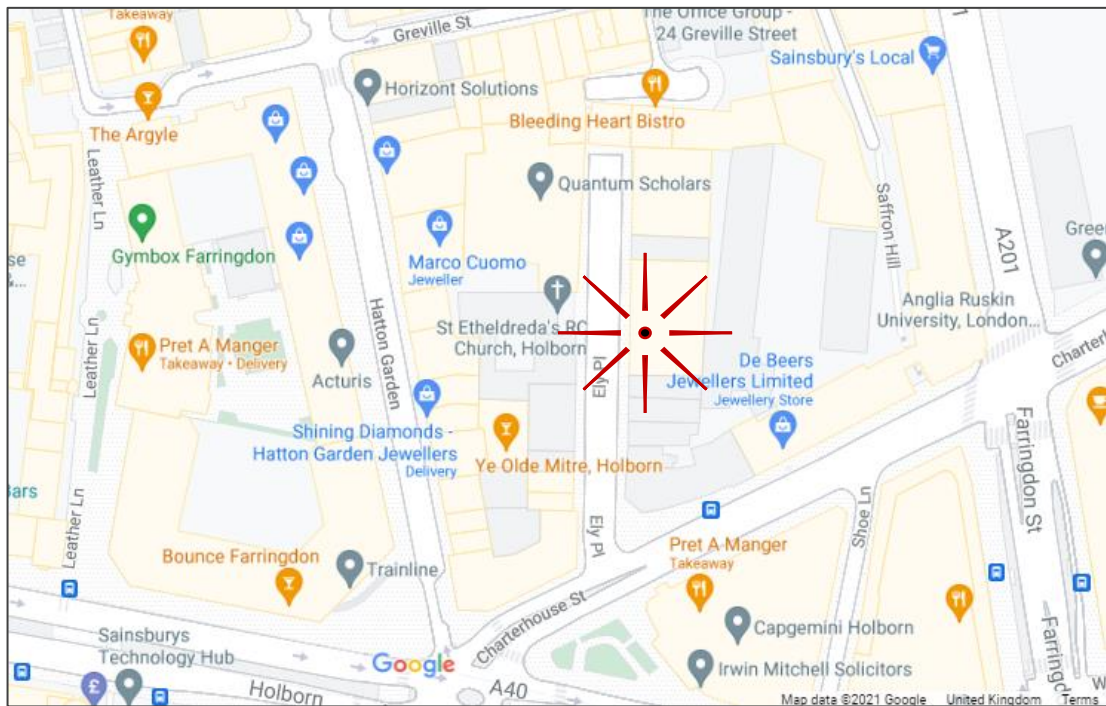 Takeaway
Greville St
The Office Group -
24 Greville Street
A201
Sainsbury's Local
Horizont Solutions
The Argyle
Bleeding Heart Bistro
Leather Ln
Quantum Scholars
Saffron Hill
Gymbox Farringdon
Marco Cuomo
Jeweller
Hatton Garden
Anglia Ruskin
University, London...
St Etheldreda's RC
Church, Holborn
Leather Ln
Pret A Manger
Takeaway • Delivery
Acturis
Ely Pl
De Beers
Jewellers Limited
Jewellery Store
Shining Diamonds -
Hatton Garden Jewellers
Delivery
Ye Olde Mitre, Holborn
Farringdon St
Leather Ln
Bounce Farringdon
Trainline
Ely Pl
Pret A Manger
Takeaway
Shoe Ln
Charterhouse St
Capgemini Holborn
Irwin Mitchell Solicitors
Sainsburys
Technology Hub
Holborn
Google
A40
Map data ©2021 Google
United Kingdom
Terms